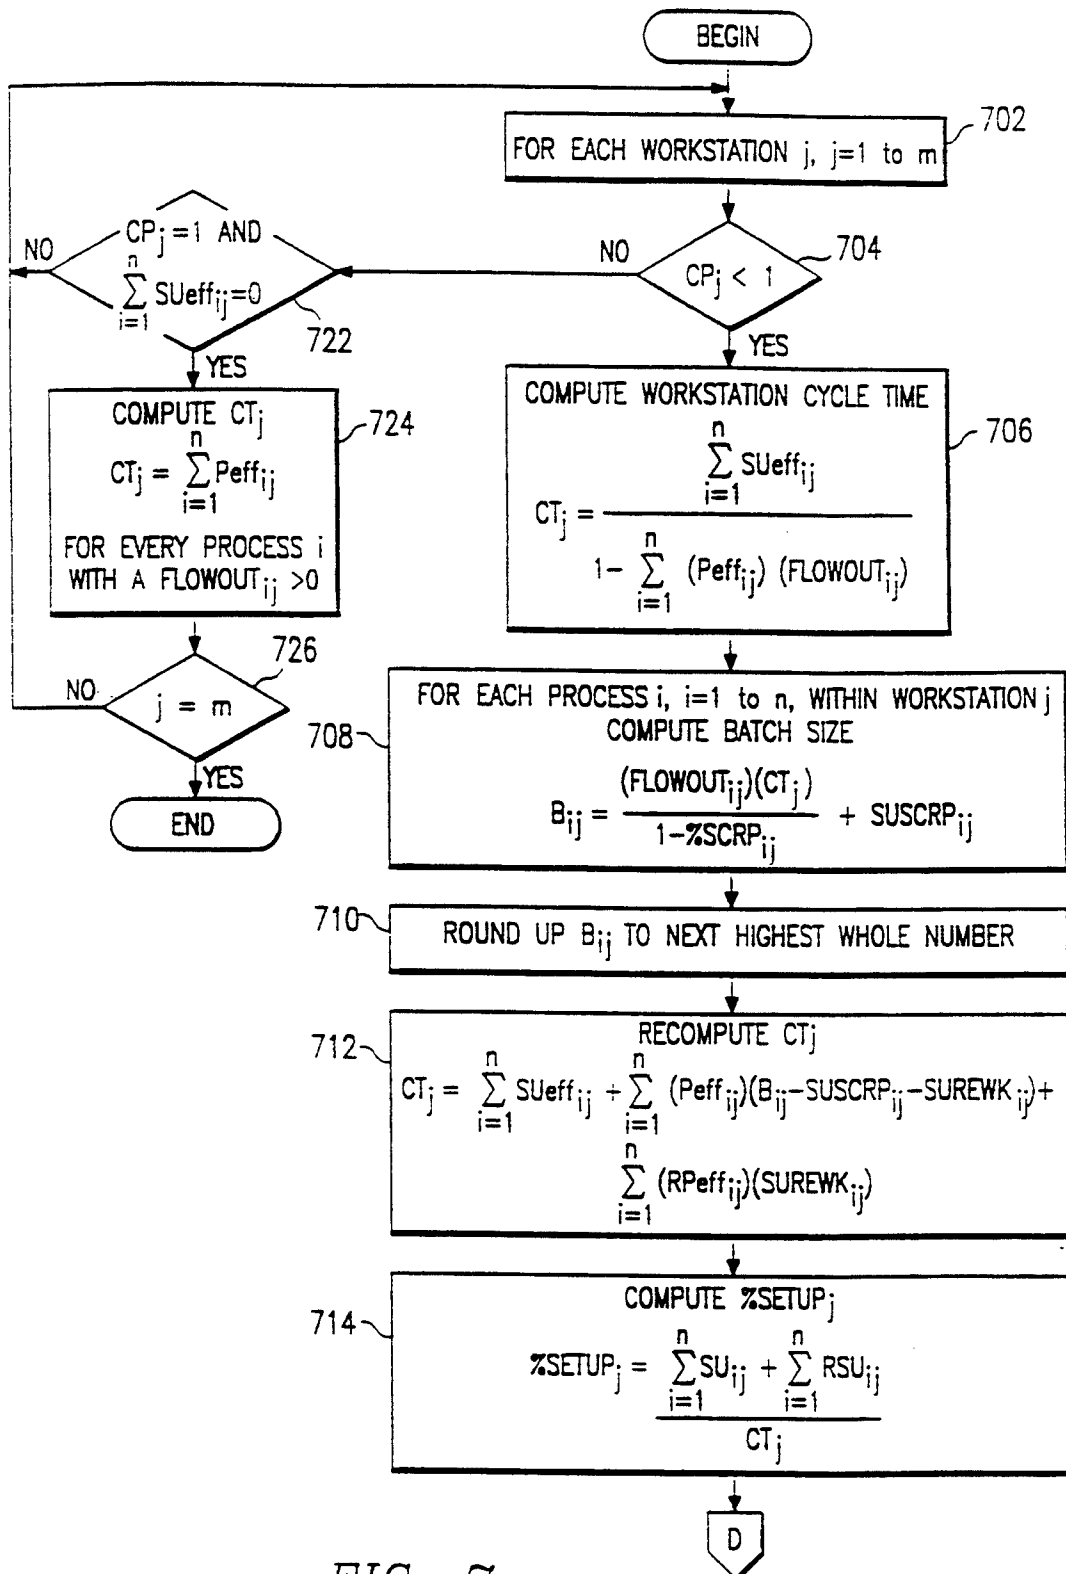 BEGIN
702
FOR EACH WORKSTATION j, j=1 to m
704
CPj < 1
NO
YES
CPj=1 AND
n
∑ SUeffij=0
i=1
722
NO
YES
COMPUTE CTj
n
CTj = ∑ Peffij
i=1
FOR EVERY PROCESS i
WITH A FLOWOUTij >0
724
726
j = m
NO
YES
END
COMPUTE WORKSTATION CYCLE TIME
n
∑ SUeffij
i=1
CTj =
n
1- ∑ (Peffij) (FLOWOUTij)
i=1
706
708
FOR EACH PROCESS i, i=1 to n, WITHIN WORKSTATION j
COMPUTE BATCH SIZE
(FLOWOUTij)(CTj)
Bij = + SUSCRPij
1-%SCRPij
710
ROUND UP Bij TO NEXT HIGHEST WHOLE NUMBER
712
RECOMPUTE CTj
n n
CTj = ∑ SUeffij + ∑ (Peffij)(Bij-SUSCRPij-SUREWKij)+
i=1 i=1
n
∑ (RPeffij)(SUREWKij)
i=1
714
COMPUTE %SETUPj
n n
%SETUPj = ∑ SUij + ∑ RSUij
i=1 i=1
CTj
D
FIG. 7